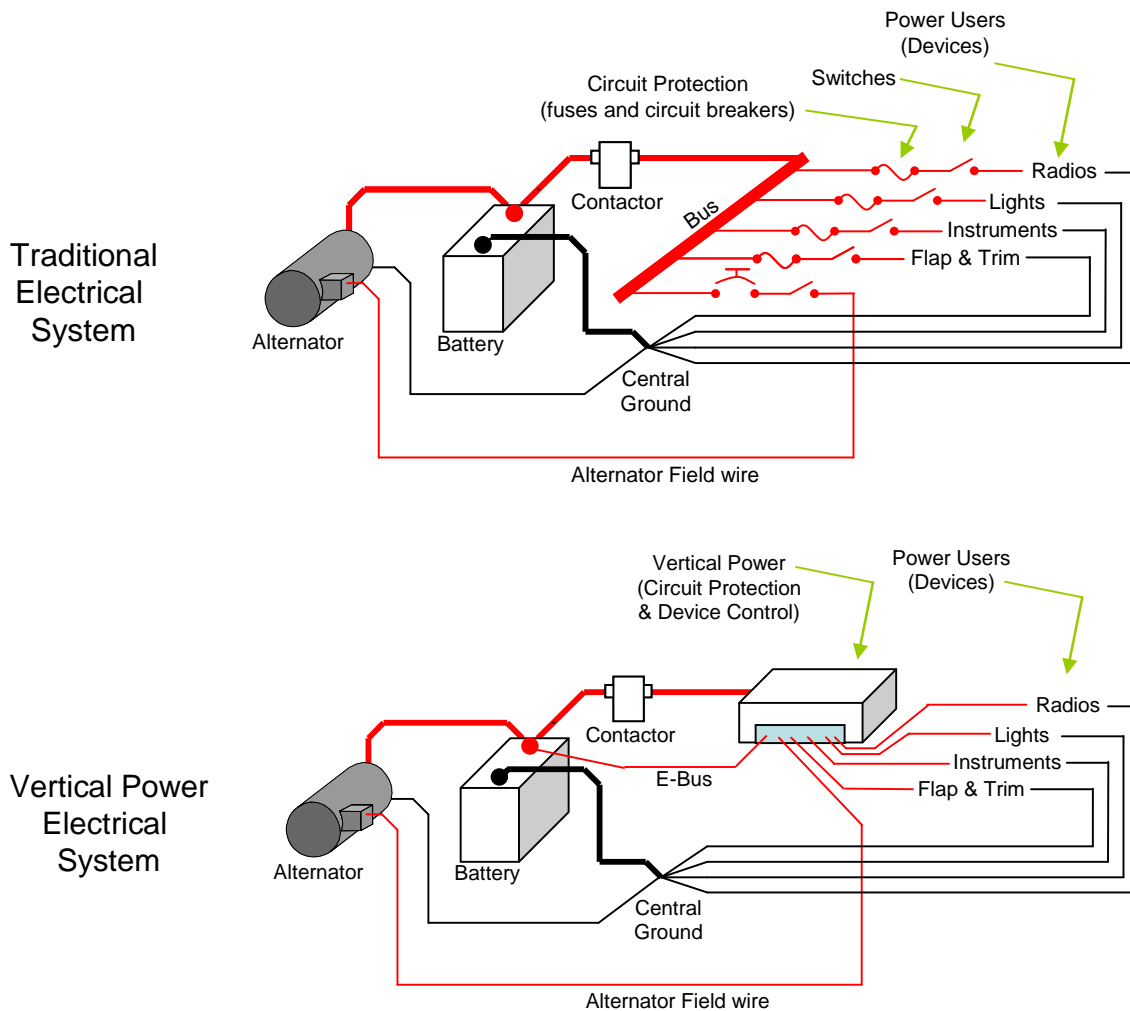 Power Users
(Devices)
Switches
Circuit Protection
(fuses and circuit breakers)
Contactor
Bus
Radios
Lights
Instruments
Flap & Trim
Traditional
Electrical
System
Alternator
Battery
Central
Ground
Alternator Field wire
Vertical Power
(Circuit Protection
& Device Control)
Power Users
(Devices)
Contactor
Radios
Lights
Instruments
Flap & Trim
E-Bus
Vertical Power
Electrical
System
Alternator
Battery
Central
Ground
Alternator Field wire